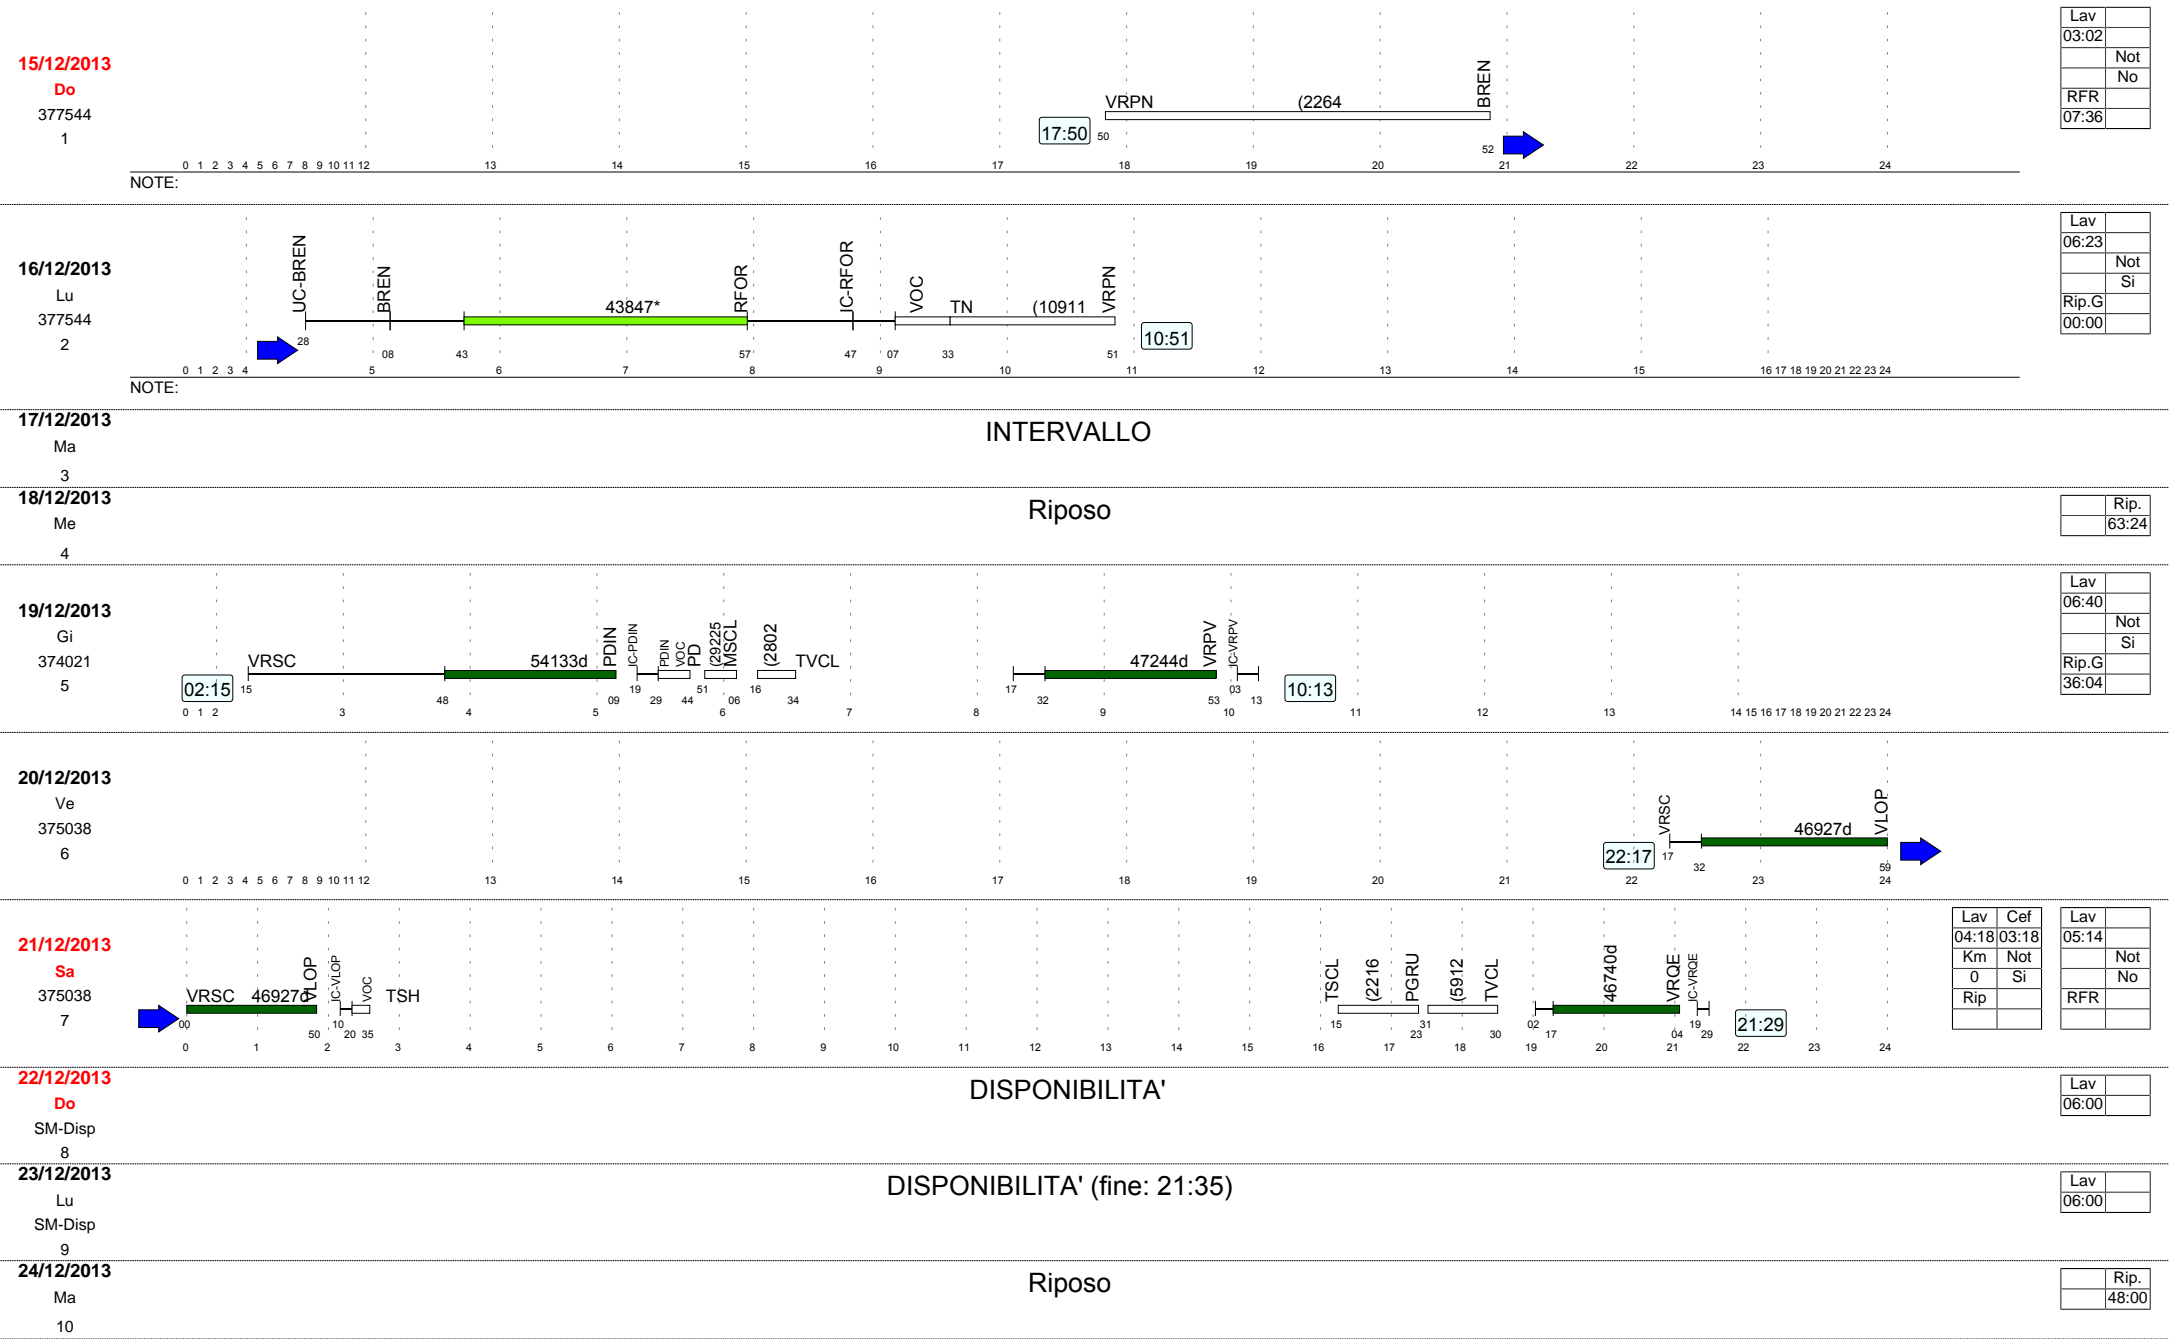 15/12/2013
Do
377544
1
VRPN (2264 BREN
17:50 50 52
0 1 2 3 4 5 6 7 8 9 10 11 12 13 14 15 16 17 18 19 20 21 22 23 24
NOTE:
Lav
03:02
Not
No
RFR
07:36
16/12/2013
Lu
377544
2
UC-BREN BREN 43847* RFOR IC-RFOR VOC TN (10911 VRPN
28 08 43 57 47 07 33 51 10:51
0 1 2 3 4 5 6 7 8 9 10 11 12 13 14 15 16 17 18 19 20 21 22 23 24
NOTE:
Lav
06:23
Not
Si
Rip.G
00:00
17/12/2013
Ma
3
INTERVALLO
18/12/2013
Me
4
Riposo
Rip.
63:24
19/12/2013
Gi
374021
5
VRSC 54133d PDIN IC-PDIN PDIN VOC PD (29225 MSCL (2802 TVCL 47244d VRPV IC-VRPV
02:15 15 48 09 19 29 44 51 06 16 34 17 32 53 03 13 10:13
0 1 2 3 4 5 6 7 8 9 10 11 12 13 14 15 16 17 18 19 20 21 22 23 24
Lav
06:40
Not
Si
Rip.G
36:04
20/12/2013
Ve
375038
6
VRSC 46927d VLOP
22:17 17 32 59
0 1 2 3 4 5 6 7 8 9 10 11 12 13 14 15 16 17 18 19 20 21 22 23 24
21/12/2013
Sa
375038
7
VRSC 46927d VLOP IC-VLOP VOC TSH TSCL (2216 PGRU (5912 TVCL 46740d VRQE IC-VRQE
00 50 10 20 35 15 23 31 30 02 17 04 19 29 21:29
0 1 2 3 4 5 6 7 8 9 10 11 12 13 14 15 16 17 18 19 20 21 22 23 24
Lav Cef
04:18 03:18
Km Not
0 Si
Rip
Lav
05:14
Not
No
RFR
22/12/2013
Do
SM-Disp
8
DISPONIBILITA'
Lav
06:00
23/12/2013
Lu
SM-Disp
9
DISPONIBILITA' (fine: 21:35)
Lav
06:00
24/12/2013
Ma
10
Riposo
Rip.
48:00